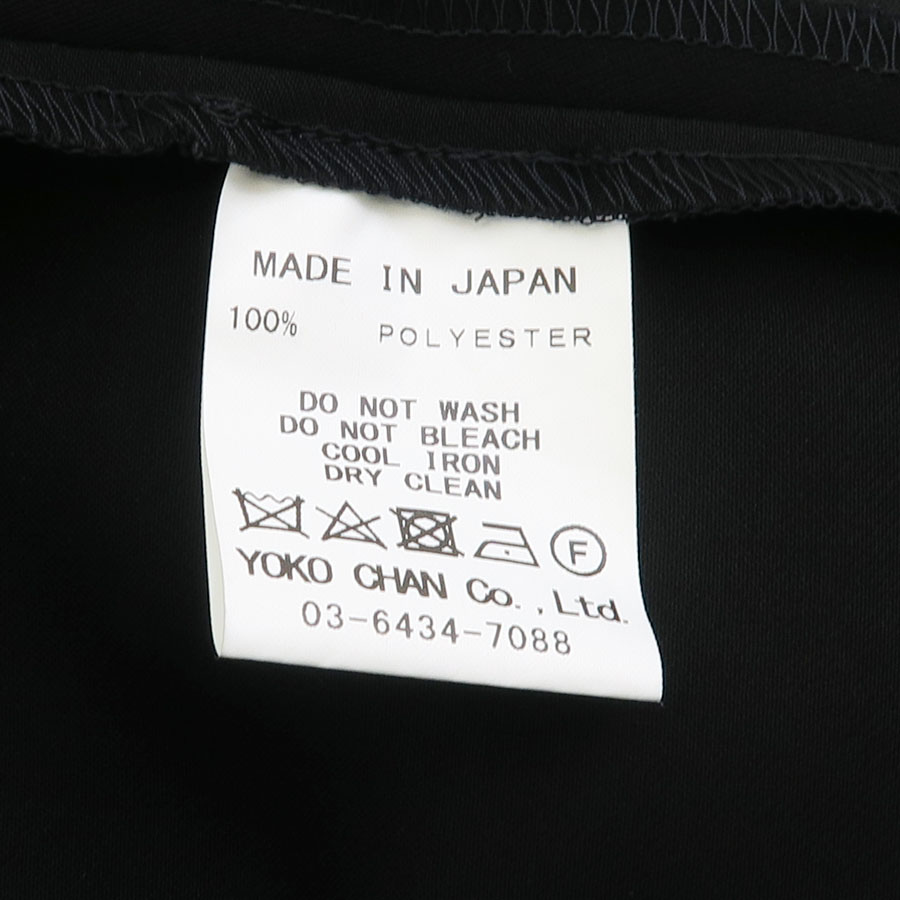 MADE IN JAPAN
100% POLYESTER
DO NOT WASH
DO NOT BLEACH
COOL IRON
DRY CLEAN
F
YOKO CHAN Co.,Ltd.
03-6434-7088